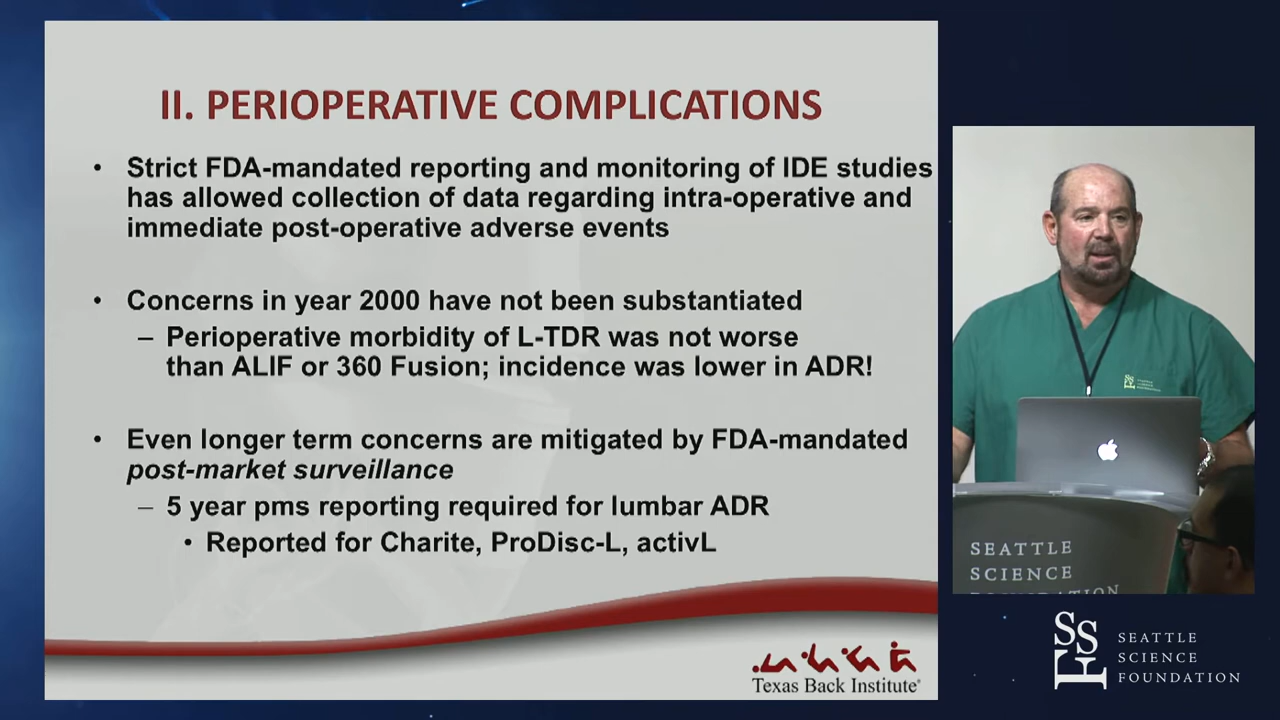 II. PERIOPERATIVE COMPLICATIONS
• Strict FDA-mandated reporting and monitoring of IDE studies
has allowed collection of data regarding intra-operative and
immediate post-operative adverse events
• Concerns in year 2000 have not been substantiated
– Perioperative morbidity of L-TDR was not worse
than ALIF or 360 Fusion; incidence was lower in ADR!
• Even longer term concerns are mitigated by FDA-mandated
post-market surveillance
– 5 year pms reporting required for lumbar ADR
• Reported for Charite, ProDisc-L, activL
Texas Back Institute
SEATTLE
SCIENCE
FOUNDATION
SSF
SEATTLE
SCIENCE
FOUNDATION